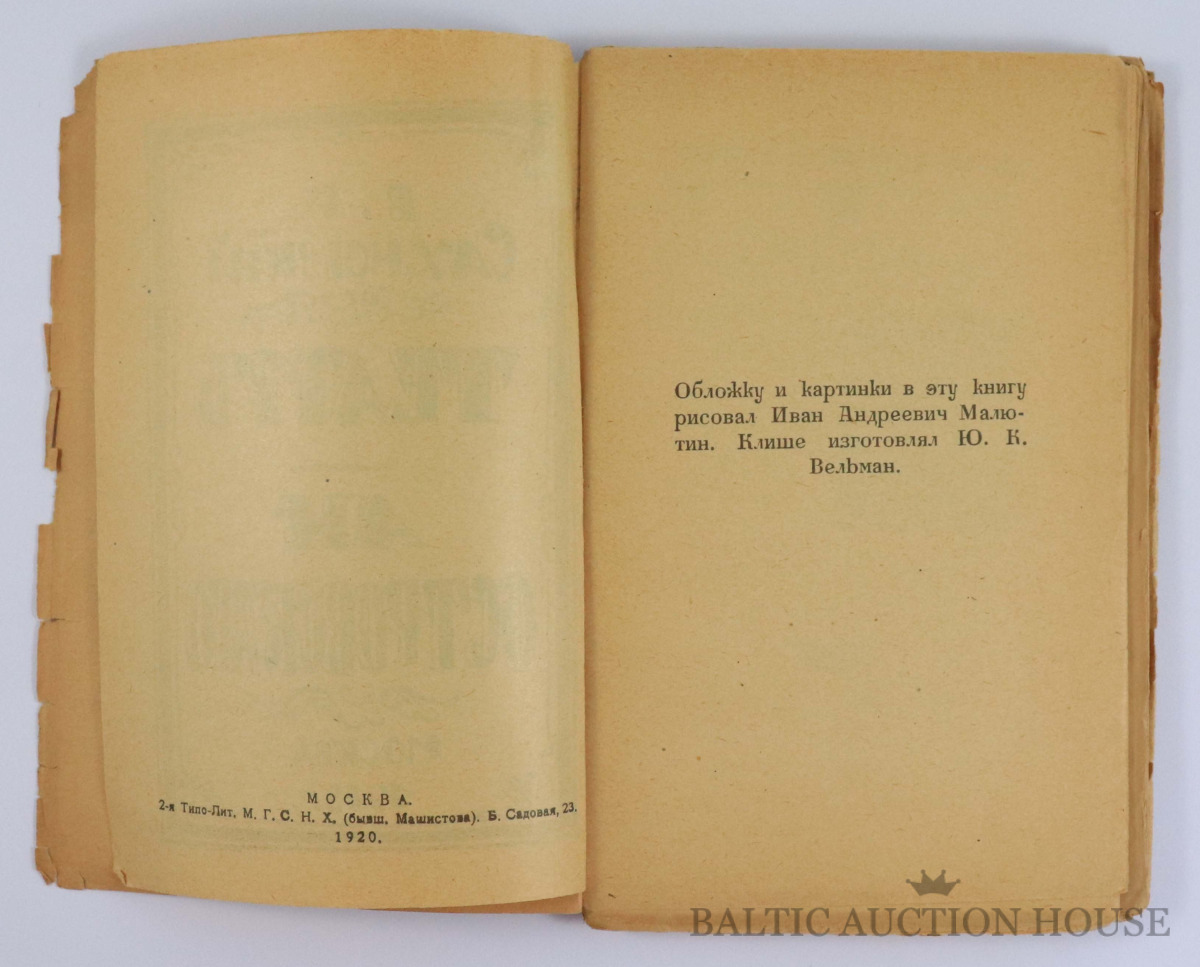 МОСКВА.
2-я Типо-Лит. М. Г. С. Н. Х. (бывш. Машистова). Б. Садовая, 23.
1920.
Обложку и картинки в эту книгу
рисовал Иван Андреевич Малю-
тин. Клише изготовлял Ю. К.
Вельман.
BALTIC AUCTION HOUSE